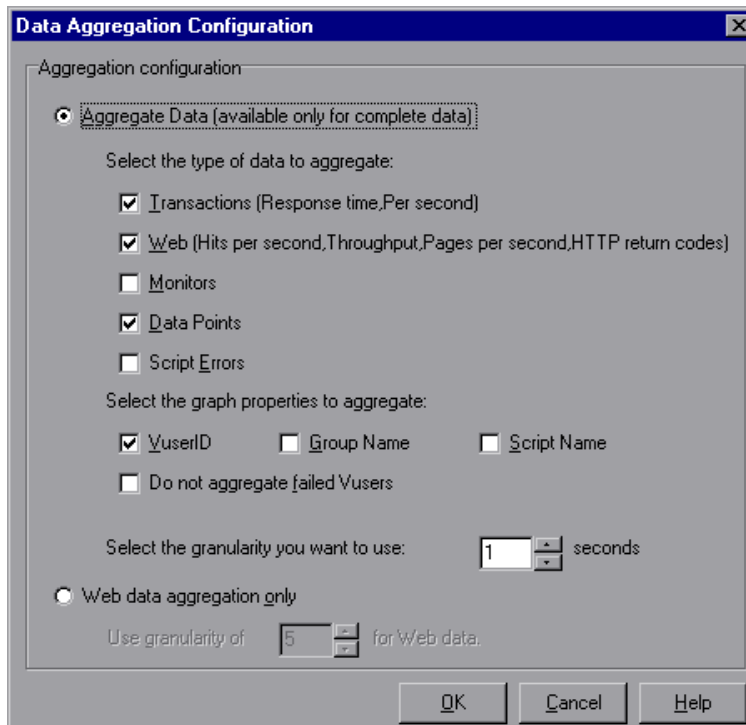 Data Aggregation Configuration
Aggregation configuration
Aggregate Data (available only for complete data)
Select the type of data to aggregate:
Transactions (Response time,Per second)
Web (Hits per second,Throughput,Pages per second,HTTP return codes)
Monitors
Data Points
Script Errors
Select the graph properties to aggregate:
VuserID Group Name Script Name
Do not aggregate failed Vusers
Select the granularity you want to use: 1 seconds
Web data aggregation only
Use granularity of 5 for Web data.
OK Cancel Help